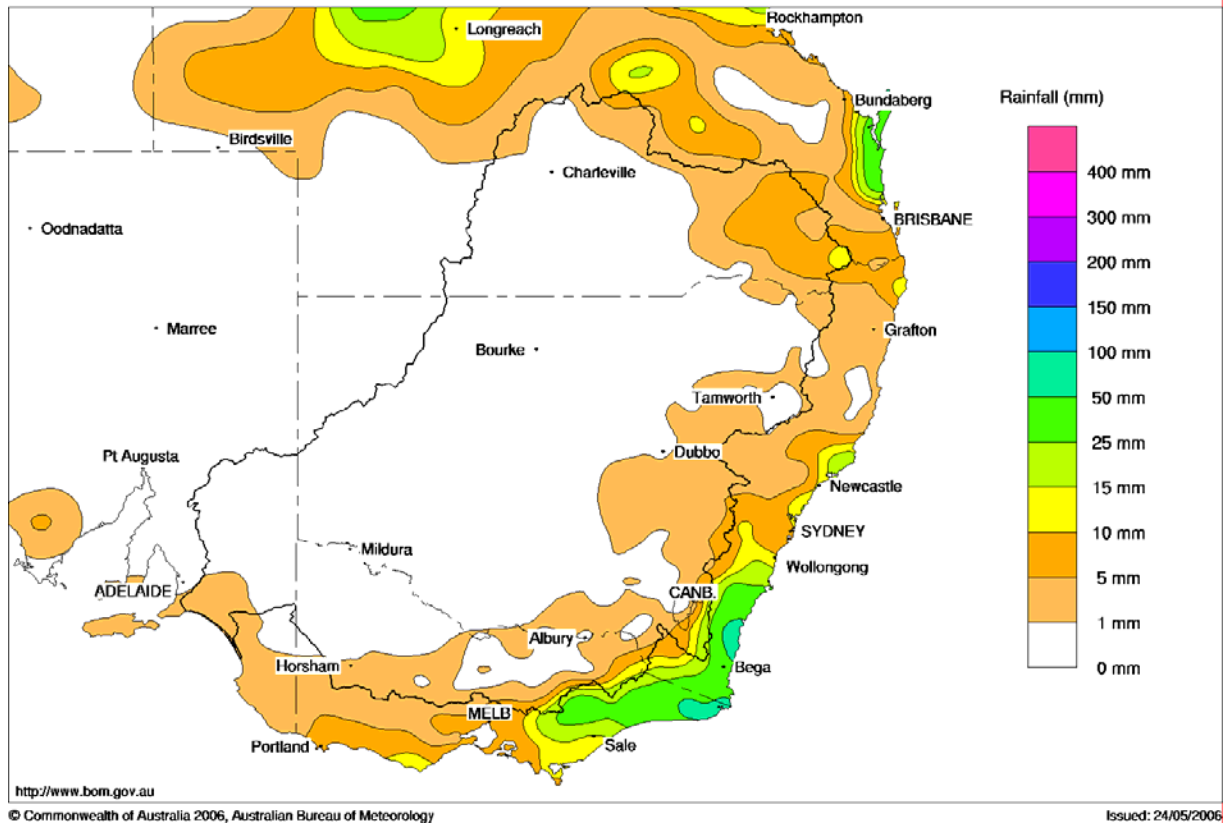 Rockhampton
Longreach
Bundaberg
Rainfall (mm)
Birdsville
400 mm
Charleville
300 mm
BRISBANE
Oodnadatta
200 mm
150 mm
Marree
Grafton
Bourke
100 mm
Tamworth
50 mm
25 mm
Pt Augusta
Dubbo
Newcastle
15 mm
SYDNEY
10 mm
Mildura
Wollongong
5 mm
ADELAIDE
CANB.
1 mm
Albury
Horsham
Bega
0 mm
MELB
Portland
Sale
http://www.bom.gov.au
© Commonwealth of Australia 2006, Australian Bureau of Meteorology
Issued: 24/05/2006